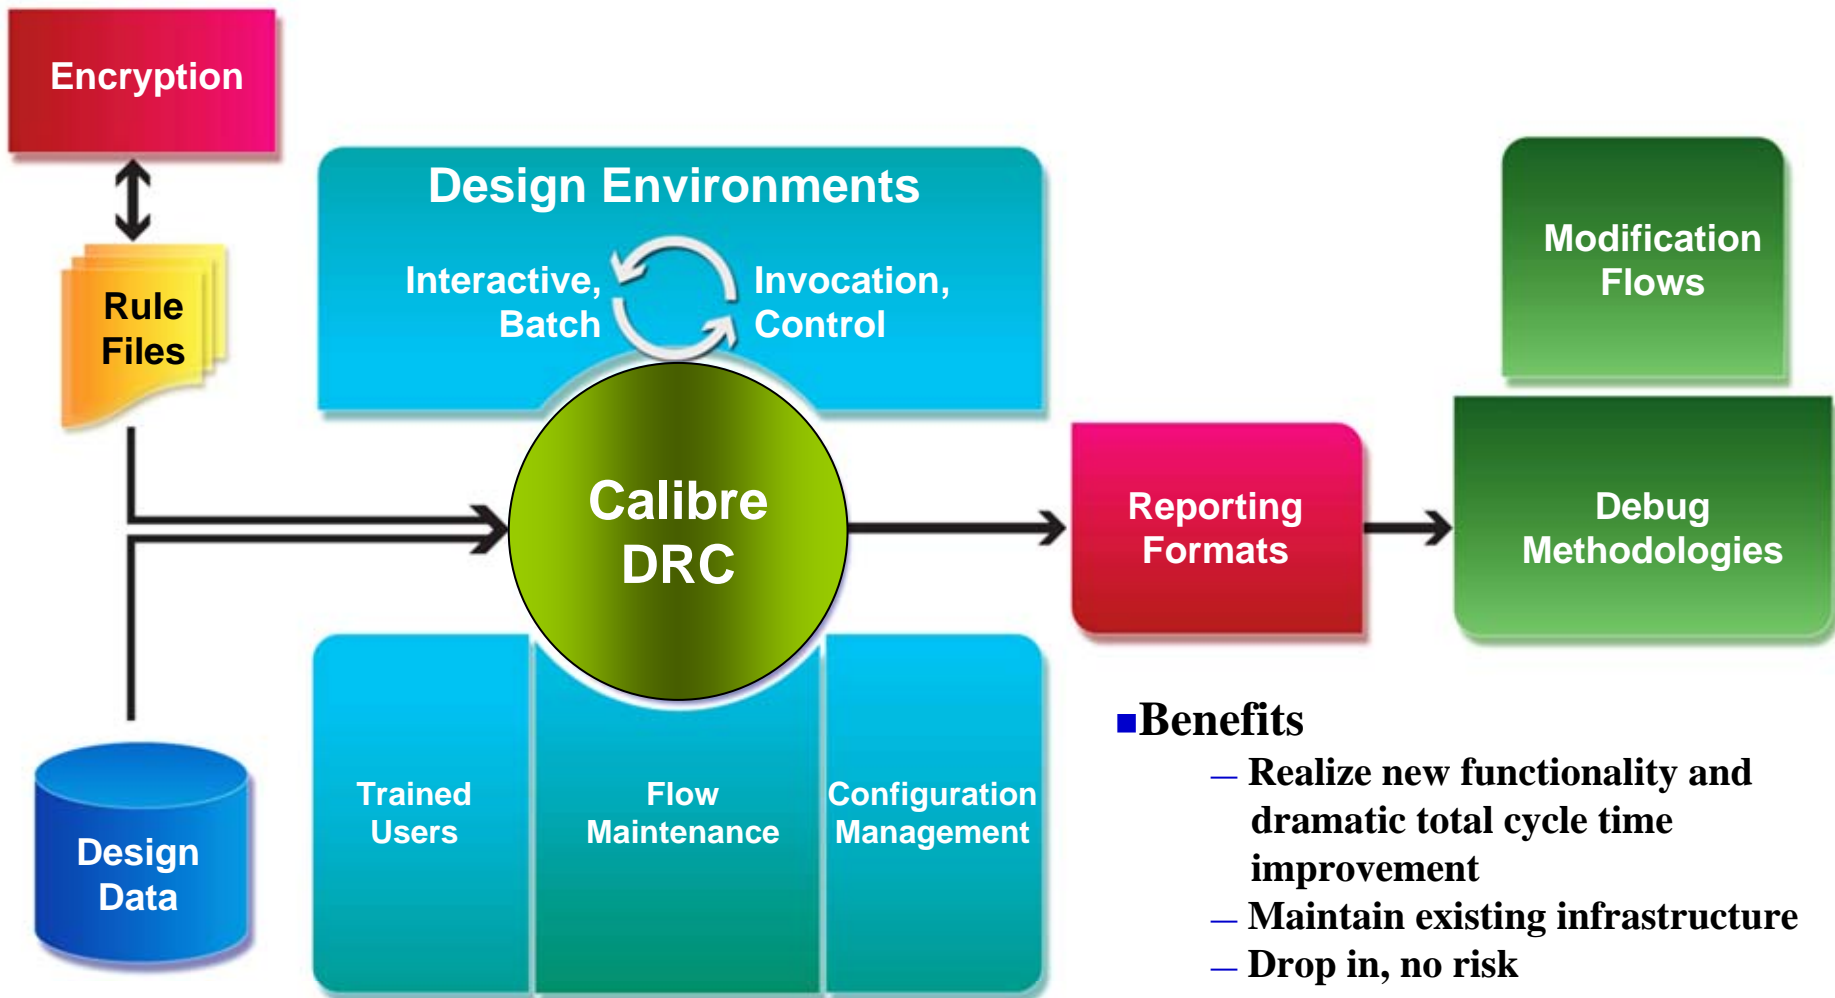 Encryption
Rule
Files
Design
Data
Design Environments
Interactive,
Batch
Invocation,
Control
Calibre
DRC
Trained
Users
Flow
Maintenance
Configuration
Management
Reporting
Formats
Modification
Flows
Debug
Methodologies
■Benefits
— Realize new functionality and
dramatic total cycle time
improvement
— Maintain existing infrastructure
— Drop in, no risk